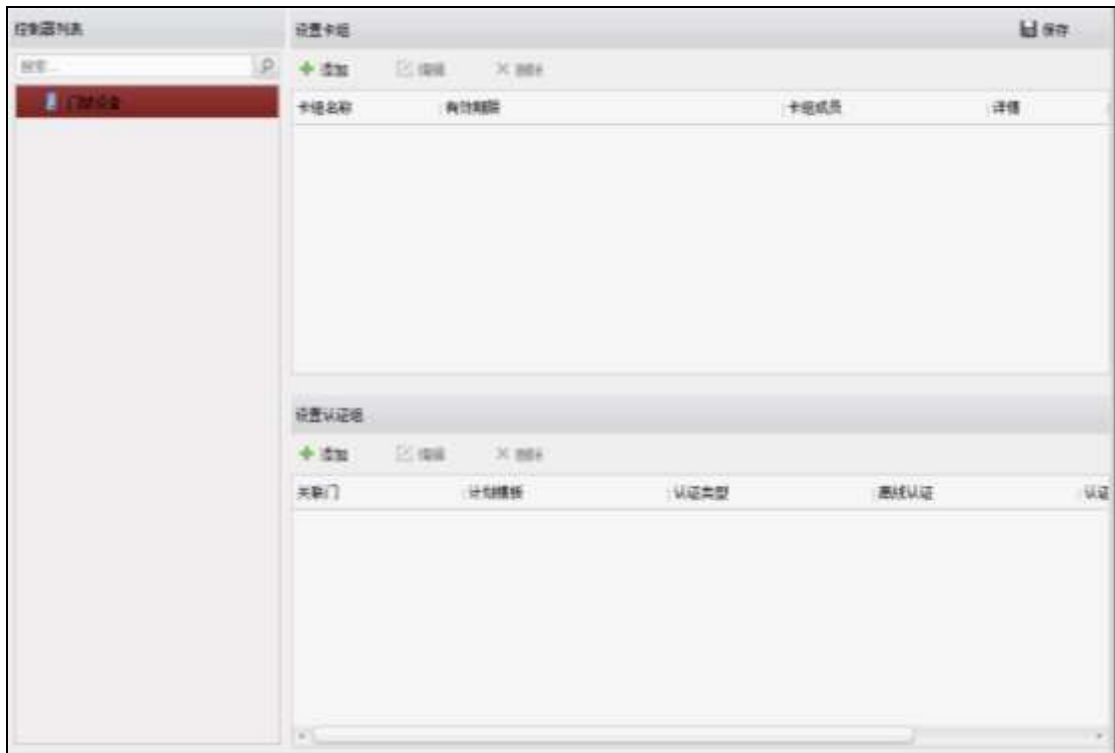 控制器列表
搜索...
门禁设备
设置卡组
保存
添加 编辑 删除
卡组名称 有效期限 卡组成员 详情
设置认证组
添加 编辑 删除
关联门 计划模板 认证类型 离线认证 认证